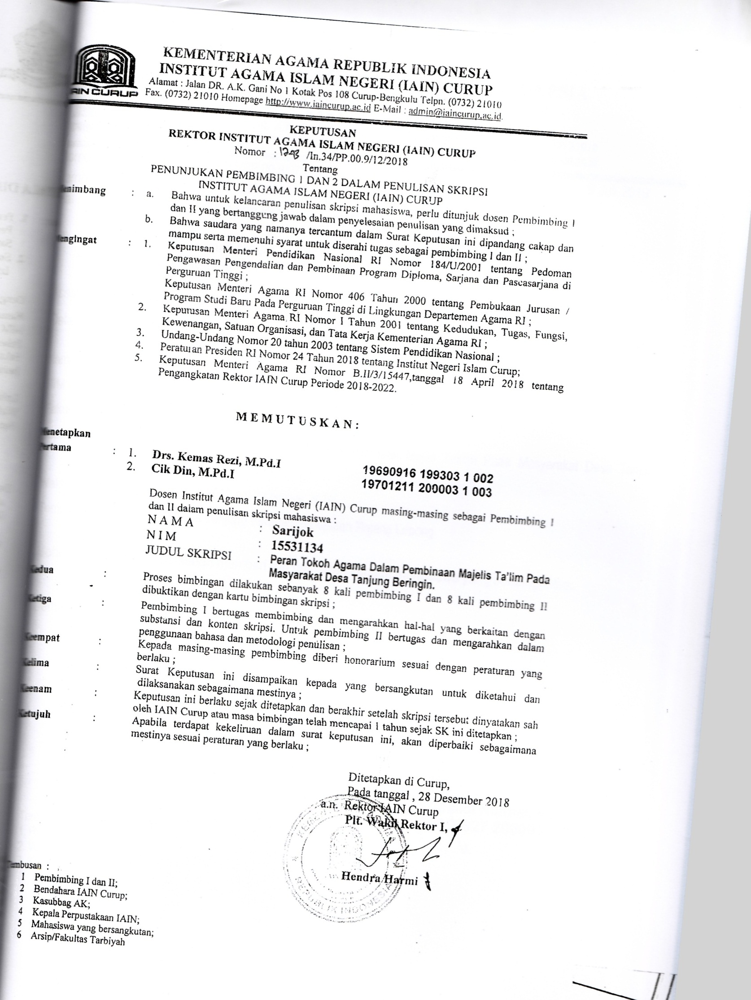 KEMENTERIAN AGAMA REPUBLIK INDONESIA
INSTITUT AGAMA ISLAM NEGERI (IAIN) CURUP
Alamat : Jalan DR. A.K. Gani No 1 Kotak Pos 108 Curup-Bengkulu Telpn. (0732) 21010
Fax. (0732) 21010 Homepage http://www.iaincurup.ac.id E-Mail : admin@iaincurup.ac.id.
IAIN CURUP
KEPUTUSAN
REKTOR INSTITUT AGAMA ISLAM NEGERI (IAIN) CURUP
Nomor : /In.34/PP.00.9/12/2018
Tentang
PENUNJUKAN PEMBIMBING 1 DAN 2 DALAM PENULISAN SKRIPSI
INSTITUT AGAMA ISLAM NEGERI (IAIN) CURUP
Menimbang : a. Bahwa untuk kelancaran penulisan skripsi mahasiswa, perlu ditunjuk dosen Pembimbing I
dan II yang bertanggung jawab dalam penyelesaian penulisan yang dimaksud ;
b. Bahwa saudara yang namanya tercantum dalam Surat Keputusan ini dipandang cakap dan
mampu serta memenuhi syarat untuk diserahi tugas sebagai pembimbing I dan II ;
Mengingat : 1. Keputusan Menteri Pendidikan Nasional RI Nomor 184/U/2001 tentang Pedoman
Pengawasan Pengendalian dan Pembinaan Program Diploma, Sarjana dan Pascasarjana di
Perguruan Tinggi ;
Keputusan Menteri Agama RI Nomor 406 Tahun 2000 tentang Pembukaan Jurusan /
Program Studi Baru Pada Perguruan Tinggi di Lingkungan Departemen Agama RI ;
2. Keputusan Menteri Agama RI Nomor I Tahun 2001 tentang Kedudukan, Tugas, Fungsi,
Kewenangan, Satuan Organisasi, dan Tata Kerja Kementerian Agama RI ;
3. Undang-Undang Nomor 20 tahun 2003 tentang Sistem Pendidikan Nasional ;
4. Peraturan Presiden RI Nomor 24 Tahun 2018 tentang Institut Negeri Islam Curup;
5. Keputusan Menteri Agama RI Nomor B.II/3/15447,tanggal 18 April 2018 tentang
Pengangkatan Rektor IAIN Curup Periode 2018-2022.
M E M U T U S K A N :
Menetapkan
Pertama : 1. Drs. Kemas Rezi, M.Pd.I 19690916 199303 1 002
2. Cik Din, M.Pd.I 19701211 200003 1 003
Dosen Institut Agama Islam Negeri (IAIN) Curup masing-masing sebagai Pembimbing I
dan II dalam penulisan skripsi mahasiswa :
N A M A : Sarijok
N I M : 15531134
JUDUL SKRIPSI : Peran Tokoh Agama Dalam Pembinaan Majelis Ta'lim Pada
Masyarakat Desa Tanjung Beringin.
Kedua : Proses bimbingan dilakukan sebanyak 8 kali pembimbing I dan 8 kali pembimbing II
dibuktikan dengan kartu bimbingan skripsi ;
Ketiga : Pembimbing I bertugas membimbing dan mengarahkan hal-hal yang berkaitan dengan
substansi dan konten skripsi. Untuk pembimbing II bertugas dan mengarahkan dalam
penggunaan bahasa dan metodologi penulisan ;
Keempat : Kepada masing-masing pembimbing diberi honorarium sesuai dengan peraturan yang
berlaku ;
Kelima : Surat Keputusan ini disampaikan kepada yang bersangkutan untuk diketahui dan
dilaksanakan sebagaimana mestinya ;
Keenam : Keputusan ini berlaku sejak ditetapkan dan berakhir setelah skripsi tersebut dinyatakan sah
oleh IAIN Curup atau masa bimbingan telah mencapai 1 tahun sejak SK ini ditetapkan ;
Ketujuh : Apabila terdapat kekeliruan dalam surat keputusan ini, akan diperbaiki sebagaimana
mestinya sesuai peraturan yang berlaku ;
Ditetapkan di Curup,
Pada tanggal , 28 Desember 2018
a.n. Rektor IAIN Curup
Plt. Wakil Rektor I,
REPUBLIK INDONESIA
Hendra Harmi
Tembusan :
1 Pembimbing I dan II;
2 Bendahara IAIN Curup;
3 Kasubbag AK;
4 Kepala Perpustakaan IAIN;
5 Mahasiswa yang bersangkutan;
6 Arsip/Fakultas Tarbiyah